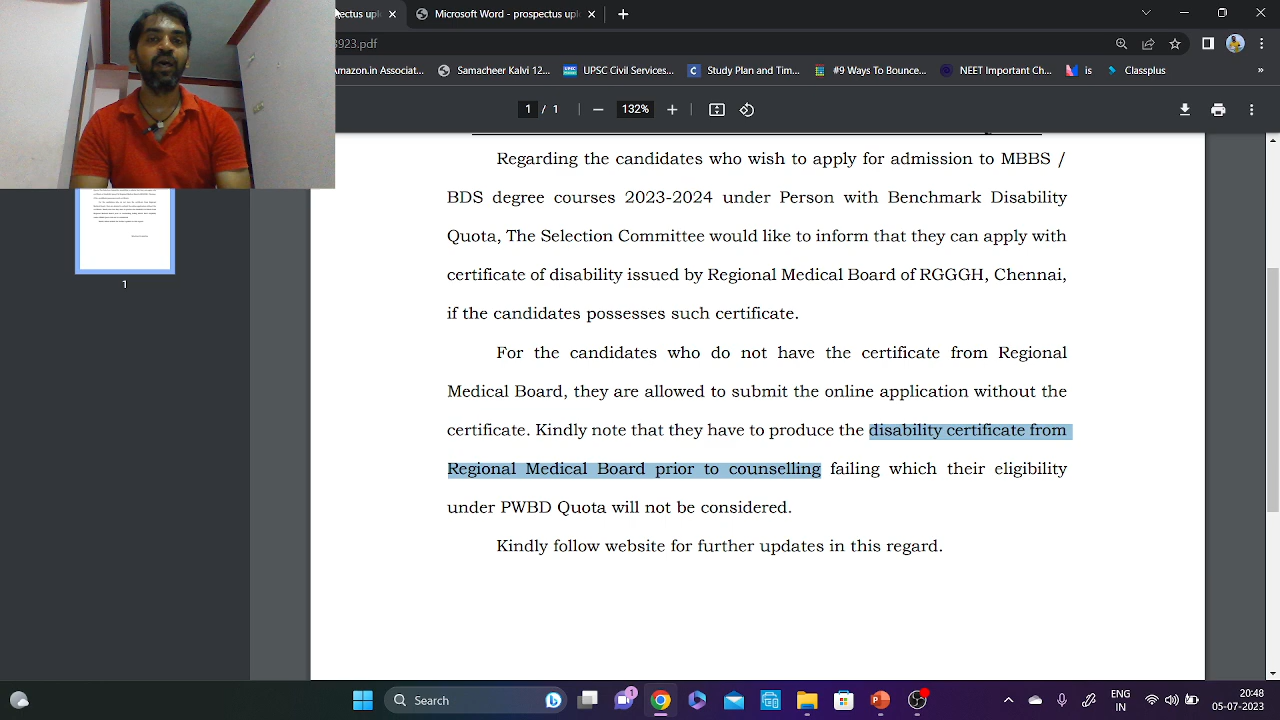 ectus upl
Microsoft Word - prospectus upl
3923.pdf
Amazon in Associat...
Samacheer Kalvi 7.5...
UPSC Civil Services...
Study Plan and Tim...
#9 Ways To
NEET Important Ch
is
Classplus
1 / 1
132%
Regarding the candidates who wish to apply for admission to MBBS /
BDS degree courses 2023-2024 session under Benchmark disability
Quota, The Selection Committee would like to inform that they can apply with
certificate of disability issued by Regional Medical Board of RGGGH, Chennai,
if the candidates possesses such certificate.
For the candidates who do not have the certificate from Regional
Medical Board, they are allowed to submit the online application without the
certificate. Kindly note that they have to produce the disability certificate from
Regional Medical Board prior to counselling failing which their eligibility
under PWBD Quota will not be considered.
Kindly follow website for further updates in this regard.
1
Search
1
ENG
IN
20:48
05-07-2023